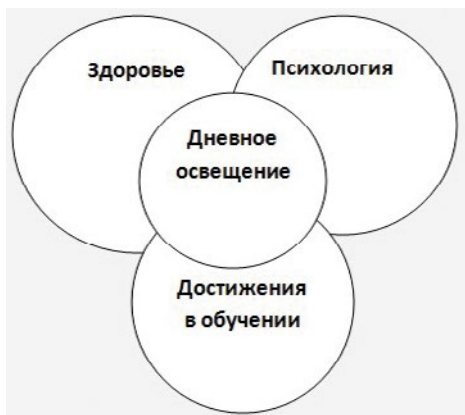 Здоровье
Психология
Дневное
освещение
Достижения
в обучении